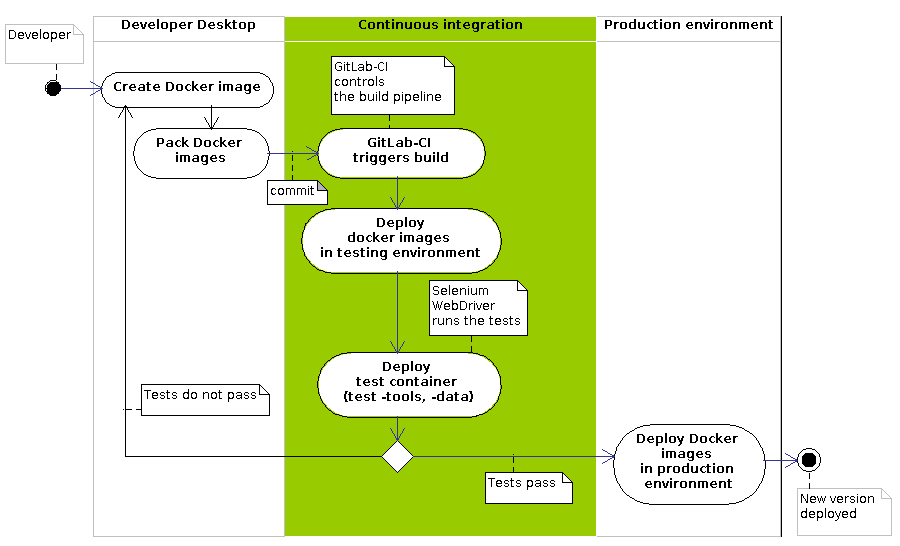 Developer Desktop
Continuous integration
Production environment
Developer
GitLab-CI
controls
the build pipeline
Create Docker image
Pack Docker
images
GitLab-CI
triggers build
commit
Deploy
docker images
in testing environment
Selenium
WebDriver
runs the tests
Deploy
test container
(test -tools, -data)
Tests do not pass
Tests pass
Deploy Docker
images
in production
environment
New version
deployed